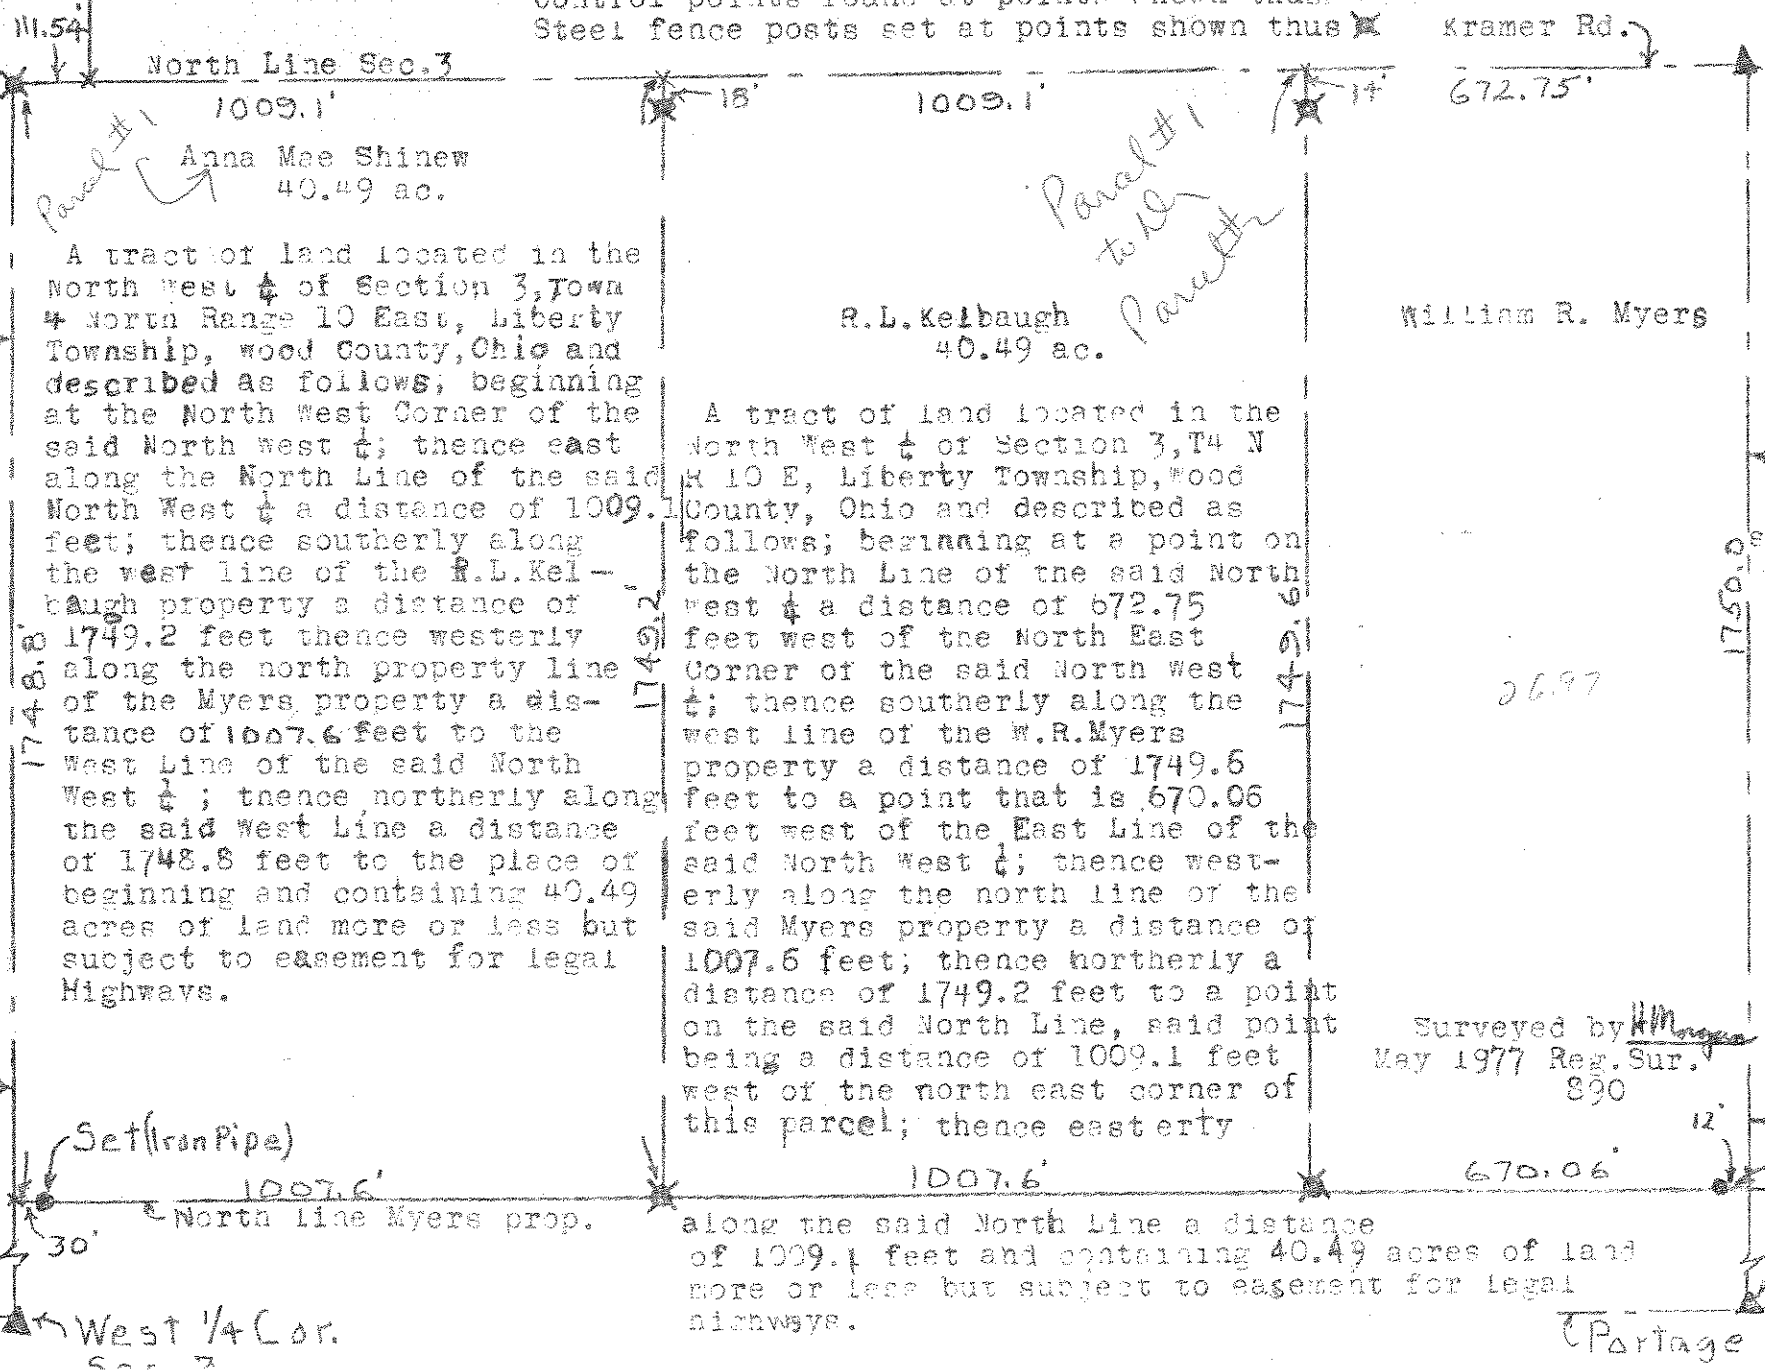 Steel fence posts set at points shown thus
Kramer Rd.
111.54'
North Line Sec.3
1009.1'
18'
1009.1'
14'
672.75'
Parcel #1
Anna Mae Shinew
40.49 ac.
A tract of land located in the
North West ¼ of Section 3,Town
4 North Range 10 East, Liberty
Township, Wood County,Ohio and
described as follows; beginning
at the North West Corner of the
said North West ¼; thence east
along the North Line of the said
North West ¼ a distance of 1009.1
feet; thence southerly along
the west line of the R.L.Kel-
baugh property a distance of
1749.2 feet thence westerly
along the north property line
of the Myers property a dis-
tance of 1007.6 feet to the
West Line of the said North
West ¼ ; thence northerly along
the said West Line a distance
of 1748.8 feet to the place of
beginning and containing 40.49
acres of land more or less but
subject to easement for legal
Highways.
1748.8'
1749.2'
Parcel #1
to
Parcel #2
R.L.Kelbaugh
40.49 ac.
A tract of land located in the
North West ¼ of Section 3,T4 N
R 10 E, Liberty Township,Wood
County, Ohio and described as
follows; beginning at a point on
the North Line of the said North
West ¼ a distance of 672.75
feet west of the North East
Corner of the said North West
¼; thence southerly along the
west line of the W.R.Myers
property a distance of 1749.6
feet to a point that is 670.06
feet west of the East Line of the
said North West ¼; thence west-
erly along the north line of the
said Myers property a distance of
1007.6 feet; thence northerly a
distance of 1749.2 feet to a point
on the said North Line, said point
being a distance of 1009.1 feet
west of the north east corner of
this parcel; thence easterly
1749.6'
William R. Myers
1750.0
26.97
Surveyed by H Morgan
May 1977 Reg.Sur.
890
12'
Set(Iron Pipe)
1007.6'
1007.6'
670.06'
North line Myers prop.
30'
along the said North Line a distance
of 1009.1 feet and containing 40.49 acres of land
more or less but subject to easement for legal
highways.
West 1/4 Cor.
Portage